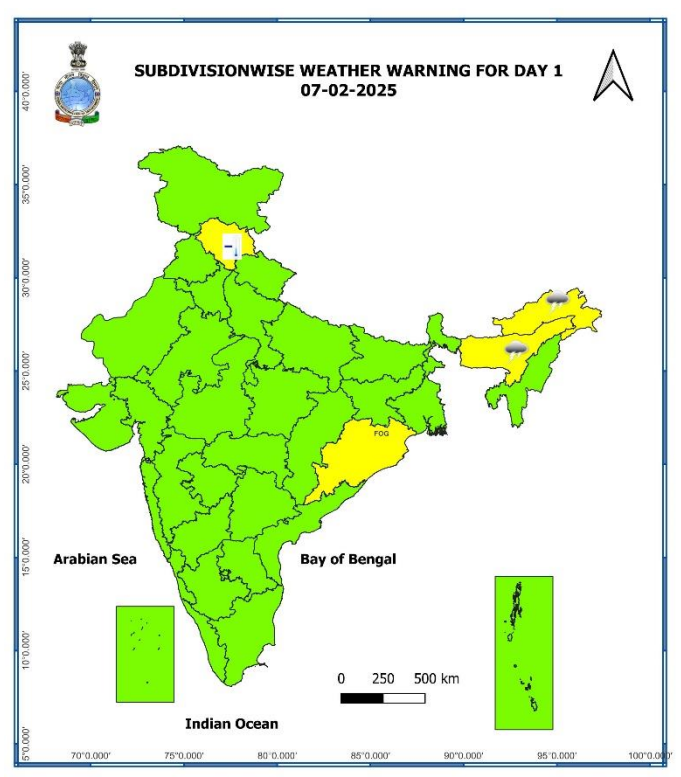 SUBDIVISIONWISE WEATHER WARNING FOR DAY 1
07-02-2025
40°0.000'
35°0.000'
30°0.000'
25°0.000'
FOG
20°0.000'
Arabian Sea
Bay of Bengal
15°0.000'
10°0.000'
0 250 500 km
Indian Ocean
5°0.000'
70°0.000' 75°0.000' 80°0.000' 85°0.000' 90°0.000' 95°0.000' 100°0.000'